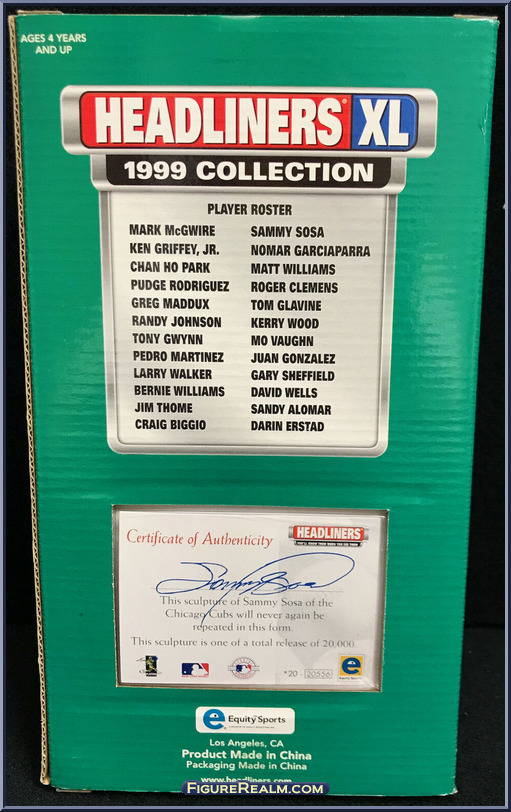 AGES 4 YEARS
AND UP
HEADLINERS® XL
1999 COLLECTION
PLAYER ROSTER
MARK McGWIRE
KEN GRIFFEY, JR.
CHAN HO PARK
PUDGE RODRIGUEZ
GREG MADDUX
RANDY JOHNSON
TONY GWYNN
PEDRO MARTINEZ
LARRY WALKER
BERNIE WILLIAMS
JIM THOME
CRAIG BIGGIO
SAMMY SOSA
NOMAR GARCIAPARRA
MATT WILLIAMS
ROGER CLEMENS
TOM GLAVINE
KERRY WOOD
MO VAUGHN
JUAN GONZALEZ
GARY SHEFFIELD
DAVID WELLS
SANDY ALOMAR
DARIN ERSTAD
Certificate of Authenticity
HEADLINERS
Sammy Sosa
This sculpture of Sammy Sosa of the
Chicago Cubs will never again be
repeated in this form.
This sculpture is one of a total release of 20,000.
*20 - 20556
e
Equity Sports
e Equity Sports
Los Angeles, CA
Product Made in China
Packaging Made in China
www.headliners.com
FIGUREREALM.COM